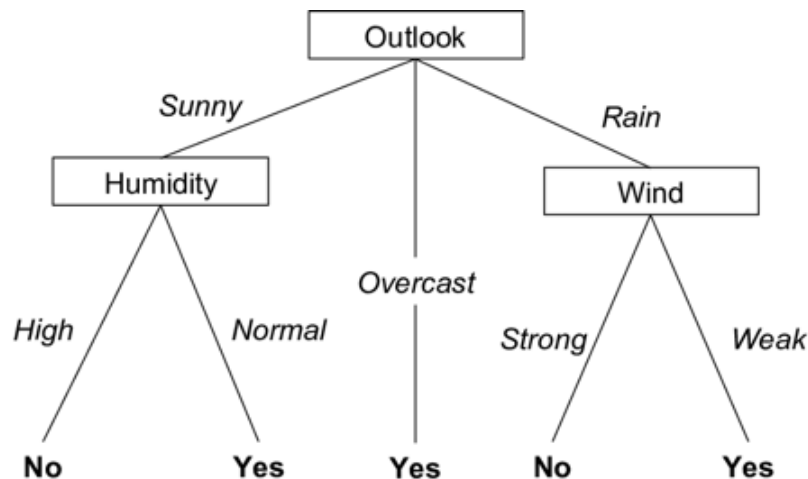 Outlook
Sunny
Rain
Humidity
Wind
Overcast
High
Normal
Strong
Weak
No
Yes
Yes
No
Yes